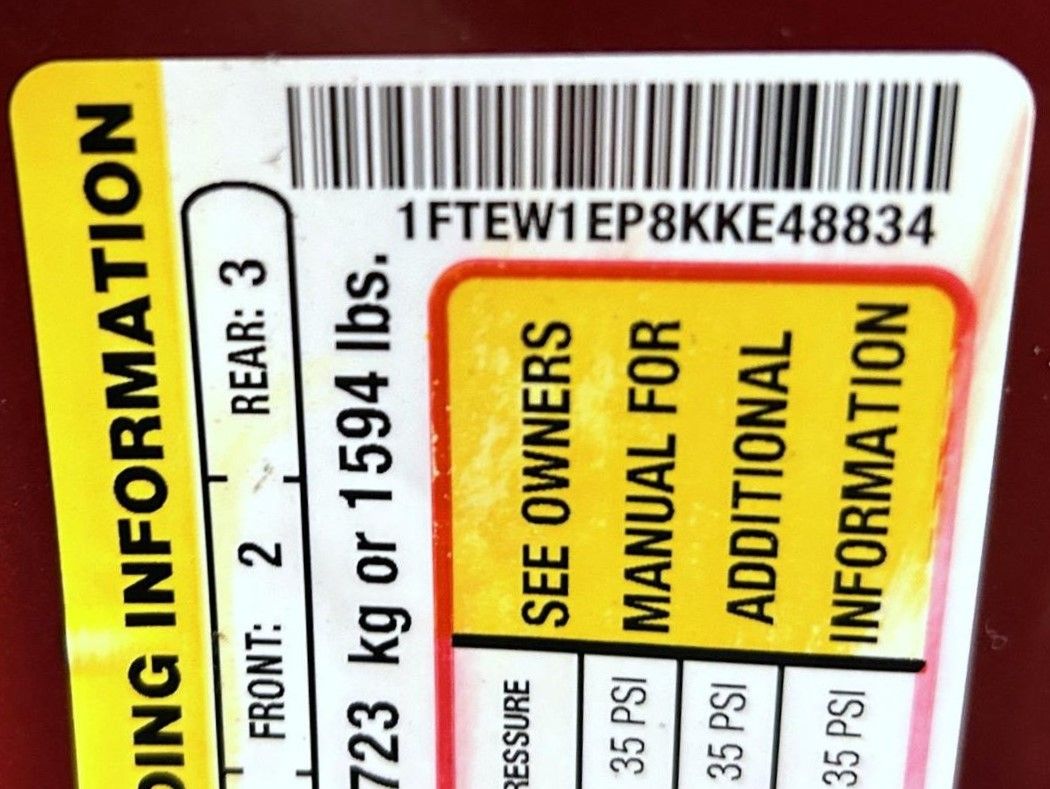 1FTEW1EP8KKE48834
DING INFORMATION
FRONT: 2 REAR: 3
723 kg or 1594 lbs.
RESSURE
35 PSI
35 PSI
35 PSI
SEE OWNERS
MANUAL FOR
ADDITIONAL
INFORMATION